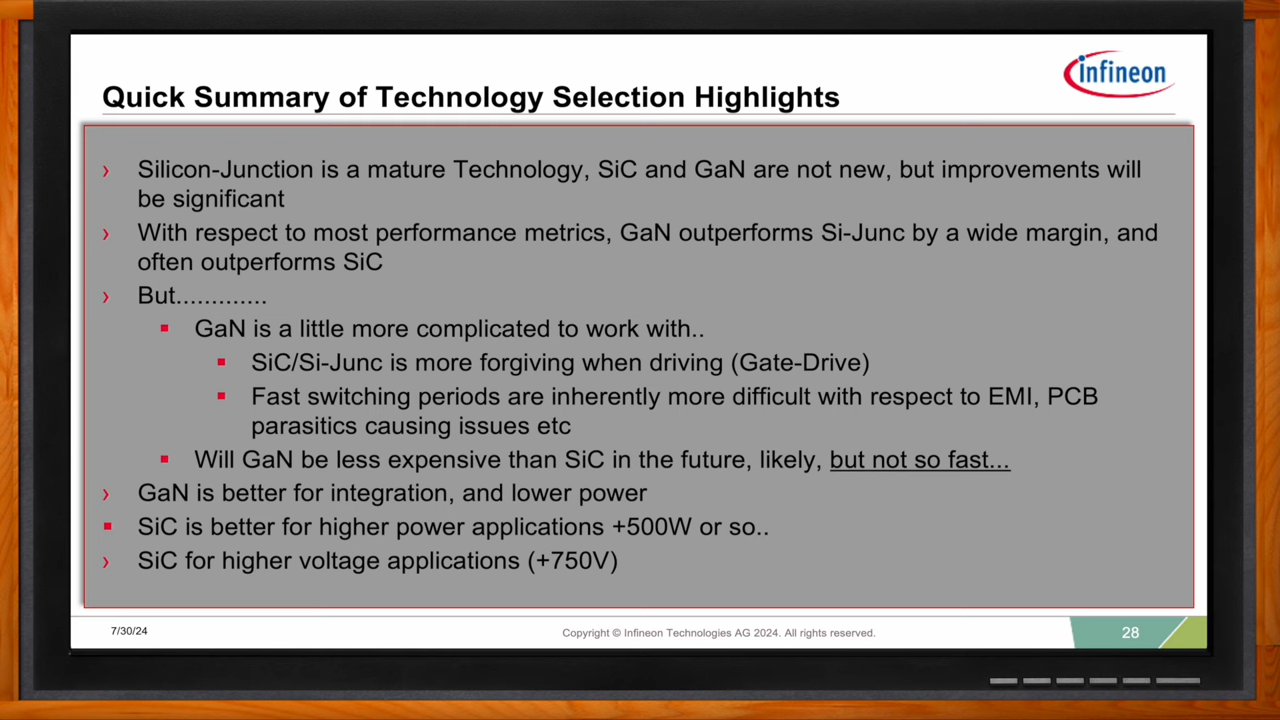 infineon
Quick Summary of Technology Selection Highlights
› Silicon-Junction is a mature Technology, SiC and GaN are not new, but improvements will
be significant
› With respect to most performance metrics, GaN outperforms Si-Junc by a wide margin, and
often outperforms SiC
› But.............
▪ GaN is a little more complicated to work with..
▪ SiC/Si-Junc is more forgiving when driving (Gate-Drive)
▪ Fast switching periods are inherently more difficult with respect to EMI, PCB
parasitics causing issues etc
▪ Will GaN be less expensive than SiC in the future, likely, but not so fast...
› GaN is better for integration, and lower power
▪ SiC is better for higher power applications +500W or so..
› SiC for higher voltage applications (+750V)
7/30/24
Copyright © Infineon Technologies AG 2024. All rights reserved.
28